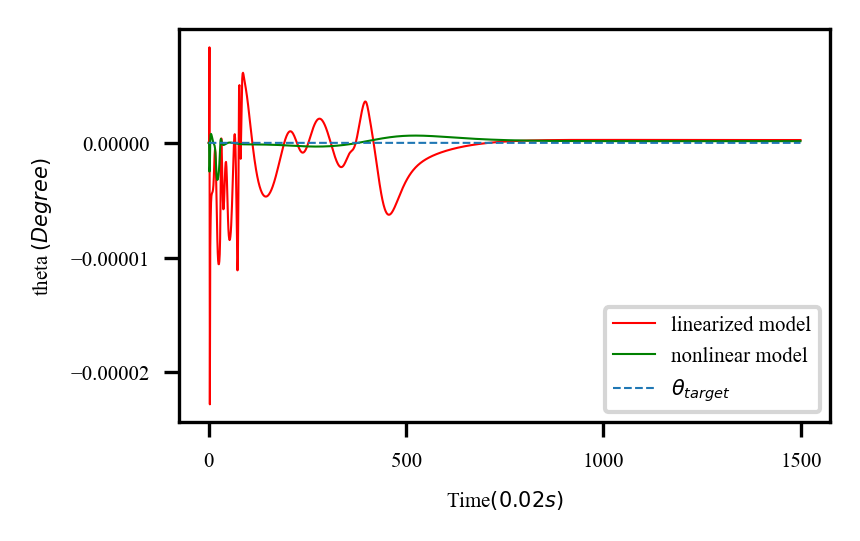 theta (Degree)
0.00000
−0.00001
−0.00002
0
500
1000
1500
Time(0.02s)
linearized model
nonlinear model
θ_target